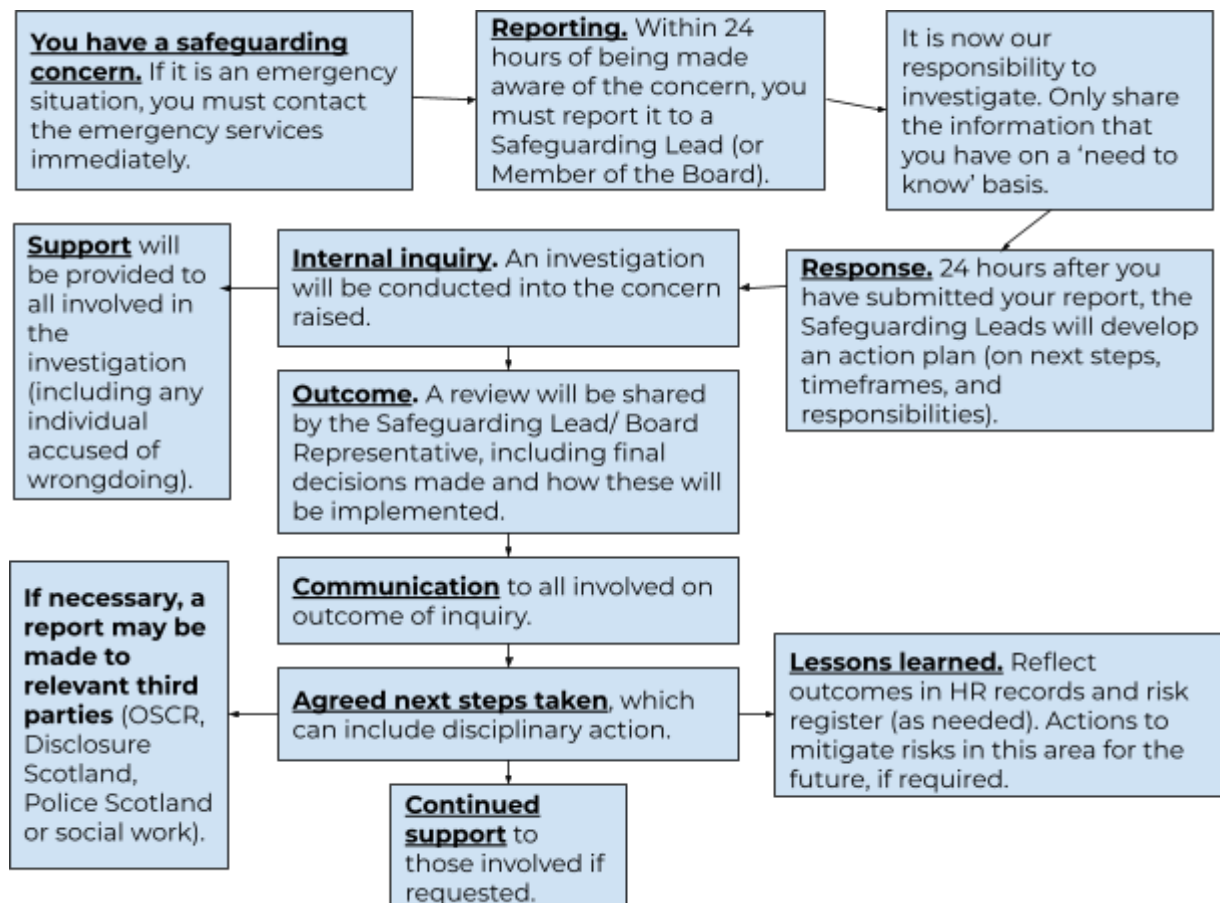 You have a safeguarding
concern. If it is an emergency
situation, you must contact
the emergency services
immediately.
Reporting. Within 24
hours of being made
aware of the concern, you
must report it to a
Safeguarding Lead (or
Member of the Board).
It is now our
responsibility to
investigate. Only share
the information that
you have on a ‘need to
know’ basis.
Response. 24 hours after you
have submitted your report, the
Safeguarding Leads will develop
an action plan (on next steps,
timeframes, and
responsibilities).
Internal inquiry. An investigation
will be conducted into the concern
raised.
Support will
be provided to
all involved in
the
investigation
(including any
individual
accused of
wrongdoing).
Outcome. A review will be shared
by the Safeguarding Lead/ Board
Representative, including final
decisions made and how these will
be implemented.
Communication to all involved on
outcome of inquiry.
Agreed next steps taken, which
can include disciplinary action.
If necessary, a
report may be
made to
relevant third
parties (OSCR,
Disclosure
Scotland,
Police Scotland
or social work).
Lessons learned. Reflect
outcomes in HR records and risk
register (as needed). Actions to
mitigate risks in this area for the
future, if required.
Continued
support to
those involved if
requested.